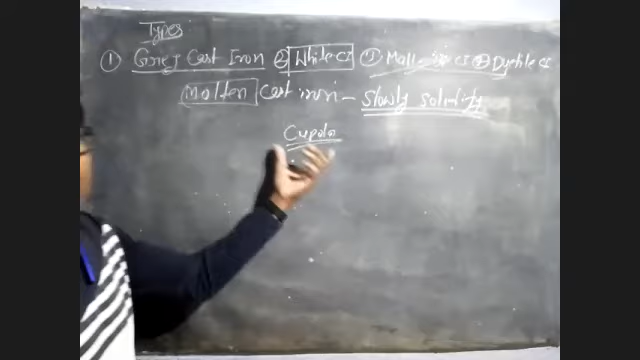 Types
① Grey Cast Iron ② White CI ③ Malle CI ④ Ductile CI
Molten Cast iron - Slowly solidify
Cupola